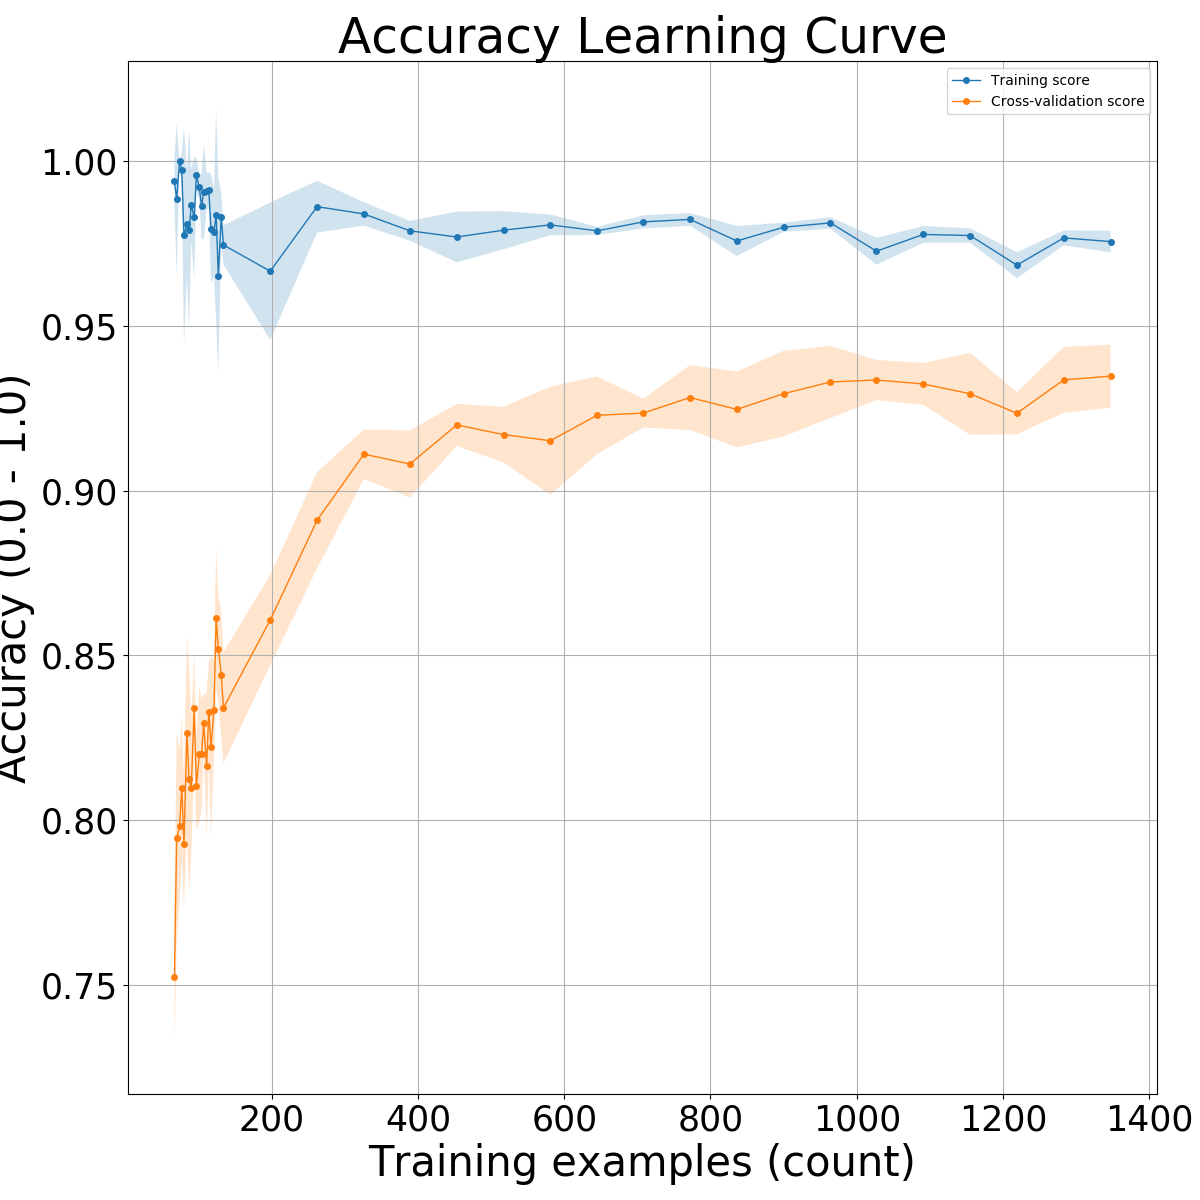 Accuracy Learning Curve
Training score
Cross-validation score
1.00
0.95
0.90
0.85
0.80
0.75
Accuracy (0.0 - 1.0)
200 400 600 800 1000 1200 1400
Training examples (count)